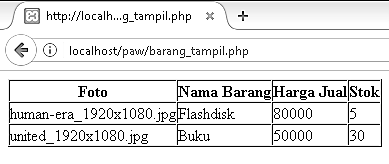 http://localh...g_tampil.php
localhost/paw/barang_tampil.php
Foto Nama Barang Harga Jual Stok
human-era_1920x1080.jpg Flashdisk 80000 5
united_1920x1080.jpg Buku 50000 30